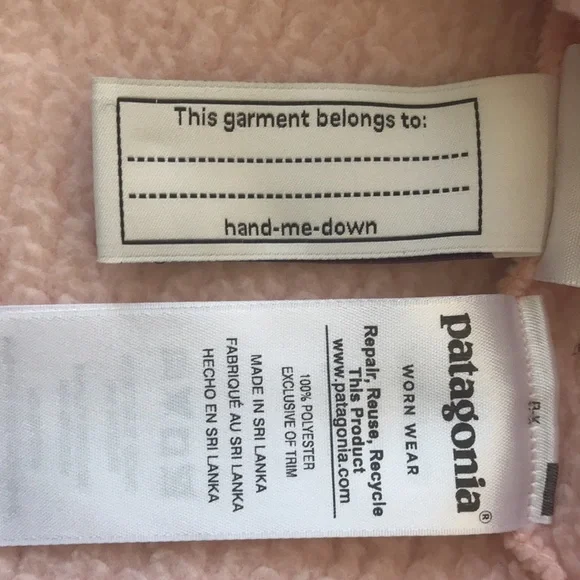 This garment belongs to:
hand-me-down
patagonia®
WORN WEAR
Repair, Reuse, Recycle
This Product
www.patagonia.com
100% POLYESTER
EXCLUSIVE OF TRIM
MADE IN SRI LANKA
FABRIQUÉ AU SRI LANKA
HECHO EN SRI LANKA